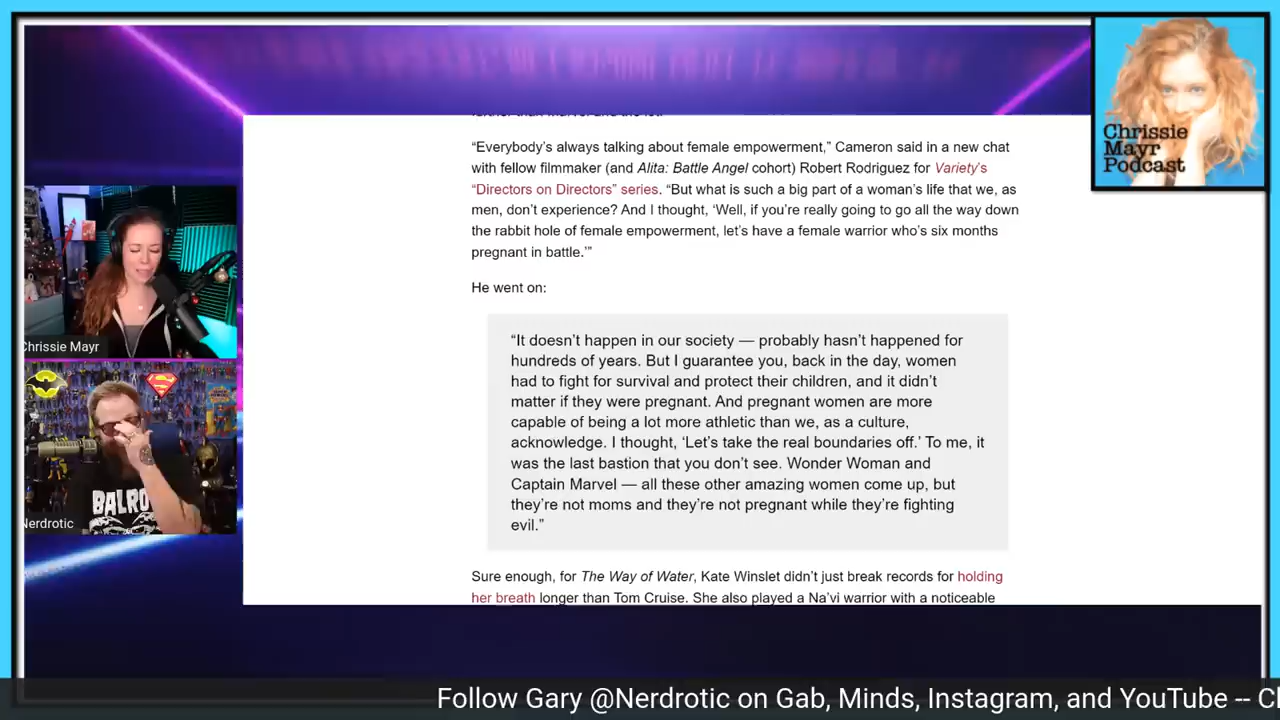 Chrissie
Mayr
Podcast
“Everybody’s always talking about female empowerment,” Cameron said in a new chat
with fellow filmmaker (and Alita: Battle Angel cohort) Robert Rodriguez for Variety’s
“Directors on Directors” series. “But what is such a big part of a woman’s life that we, as
men, don’t experience? And I thought, ‘Well, if you’re really going to go all the way down
the rabbit hole of female empowerment, let’s have a female warrior who’s six months
pregnant in battle.’”
He went on:
“It doesn’t happen in our society — probably hasn’t happened for
hundreds of years. But I guarantee you, back in the day, women
had to fight for survival and protect their children, and it didn’t
matter if they were pregnant. And pregnant women are more
capable of being a lot more athletic than we, as a culture,
acknowledge. I thought, ‘Let’s take the real boundaries off.’ To me, it
was the last bastion that you don’t see. Wonder Woman and
Captain Marvel — all these other amazing women come up, but
they’re not moms and they’re not pregnant while they’re fighting
evil.”
Sure enough, for The Way of Water, Kate Winslet didn’t just break records for holding
her breath longer than Tom Cruise. She also played a Na’vi warrior with a noticeable
Chrissie Mayr
BALRO
Nerdrotic
Follow Gary @Nerdrotic on Gab, Minds, Instagram, and YouTube -- C